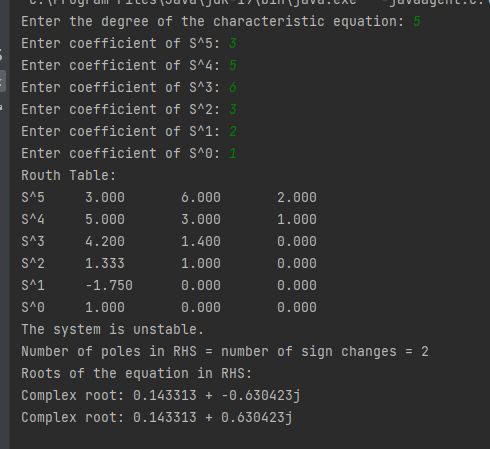 Enter the degree of the characteristic equation: 5
Enter coefficient of S^5: 3
Enter coefficient of S^4: 5
Enter coefficient of S^3: 6
Enter coefficient of S^2: 3
Enter coefficient of S^1: 2
Enter coefficient of S^0: 1
Routh Table:
S^5 3.000 6.000 2.000
S^4 5.000 3.000 1.000
S^3 4.200 1.400 0.000
S^2 1.333 1.000 0.000
S^1 -1.750 0.000 0.000
S^0 1.000 0.000 0.000
The system is unstable.
Number of poles in RHS = number of sign changes = 2
Roots of the equation in RHS:
Complex root: 0.143313 + -0.630423j
Complex root: 0.143313 + 0.630423j